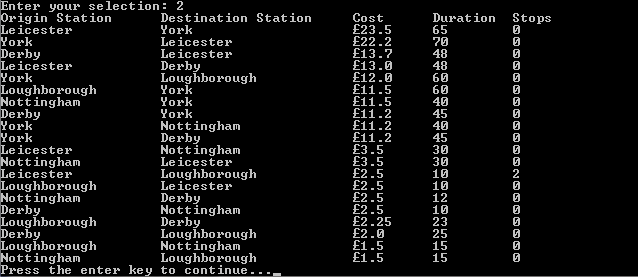 Enter your selection: 2
Origin Station Destination Station Cost Duration Stops
Leicester York £23.5 65 0
York Leicester £22.2 70 0
Derby Leicester £13.7 48 0
Leicester Derby £13.0 48 0
York Loughborough £12.0 60 0
Loughborough York £11.5 60 0
Nottingham York £11.5 40 0
Derby York £11.2 45 0
York Nottingham £11.2 40 0
York Derby £11.2 45 0
Leicester Nottingham £3.5 30 0
Nottingham Leicester £3.5 30 0
Leicester Loughborough £2.5 10 2
Loughborough Leicester £2.5 10 0
Nottingham Derby £2.5 12 0
Derby Nottingham £2.5 10 0
Loughborough Derby £2.25 23 0
Derby Loughborough £2.0 25 0
Loughborough Nottingham £1.5 15 0
Nottingham Loughborough £1.5 15 0
Press the enter key to continue..._